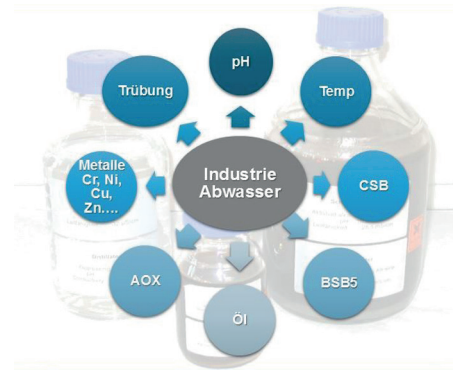 pH
Trübung
Temp
Metalle
Cr, Ni,
Cu,
Zn....
Industrie
Abwasser
CSB
AOX
BSB5
Öl